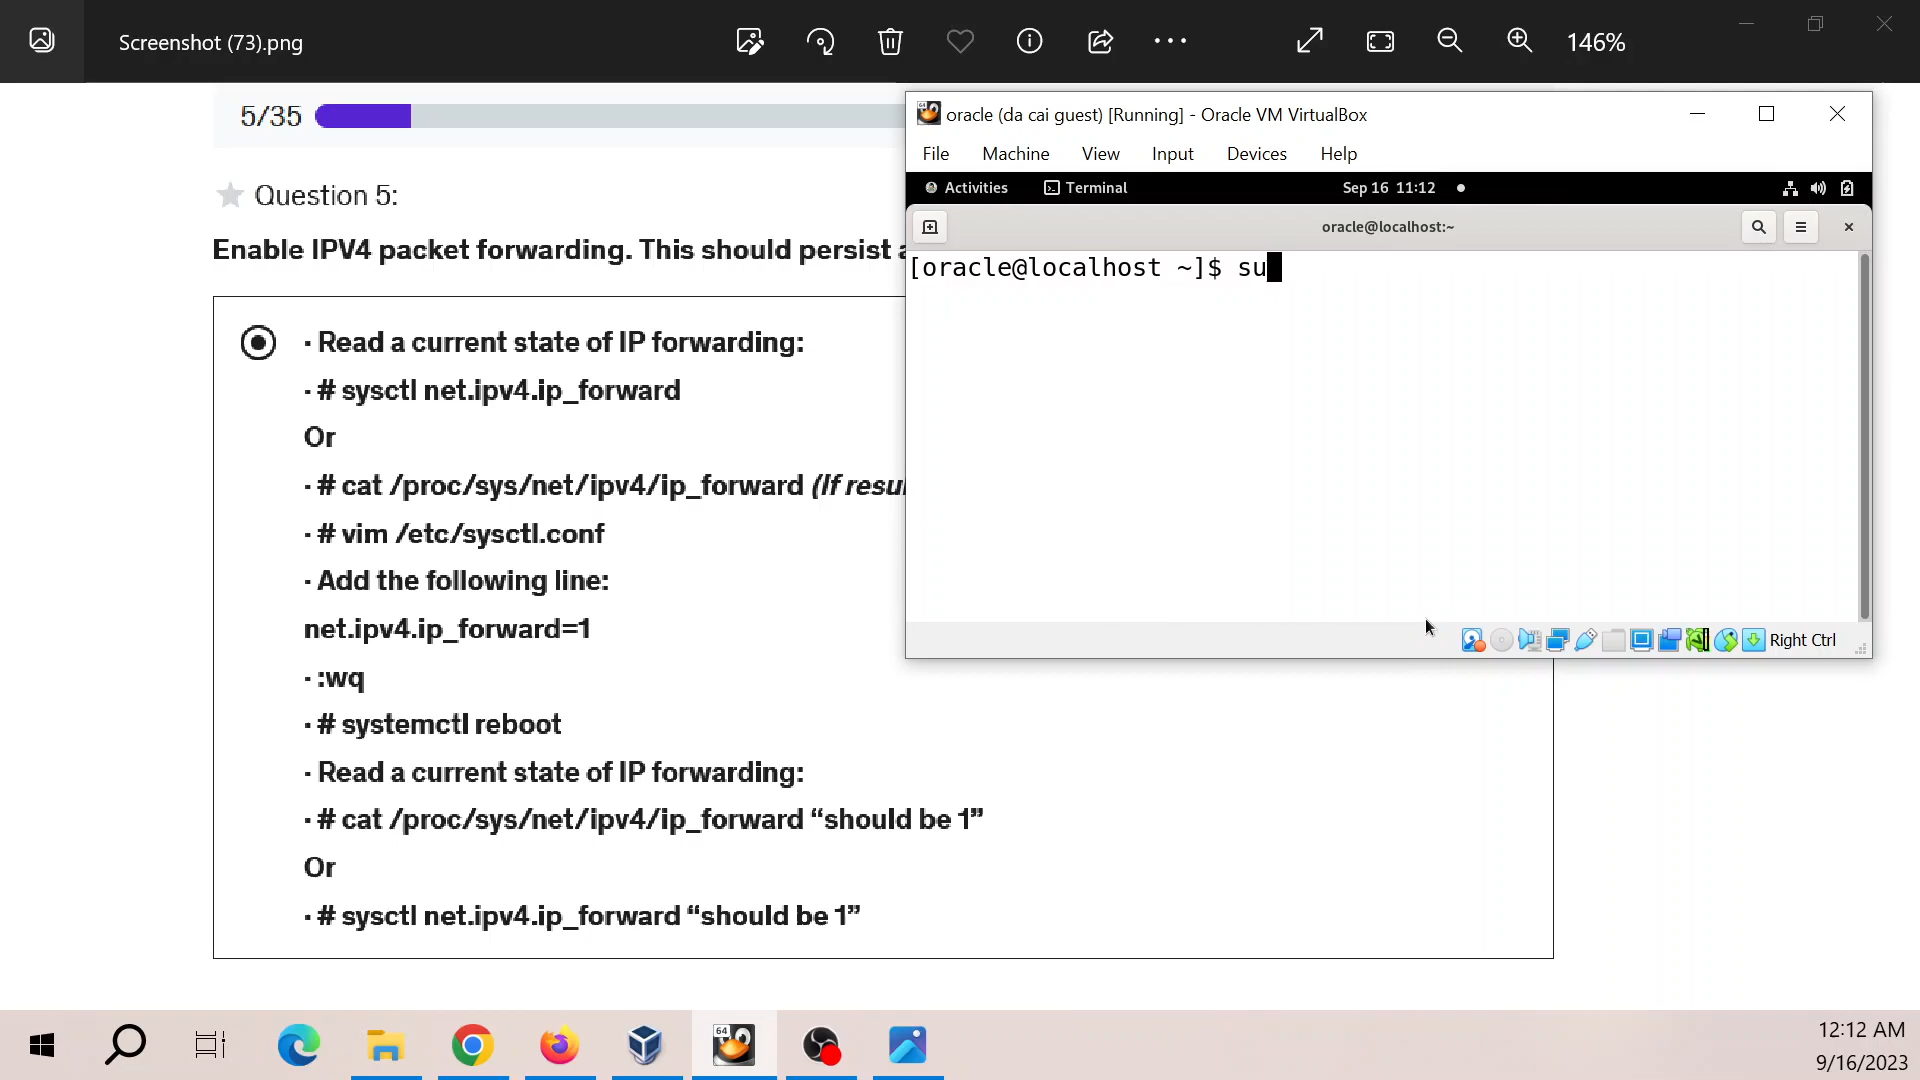 Screenshot (73).png
146%
5/35
Question 5:
Enable IPV4 packet forwarding. This should persist
- Read a current state of IP forwarding:
- # sysctl net.ipv4.ip_forward
Or
- # cat /proc/sys/net/ipv4/ip_forward (If
- # vim /etc/sysctl.conf
- Add the following line:
net.ipv4.ip_forward=1
- :wq
- # systemctl reboot
- Read a current state of IP forwarding:
- # cat /proc/sys/net/ipv4/ip_forward “should be 1”
Or
- # sysctl net.ipv4.ip_forward “should be 1”
64
oracle (da cai guest) [Running] - Oracle VM VirtualBox
File Machine View Input Devices Help
Activities Terminal Sep 16 11:12
oracle@localhost:~
[oracle@localhost ~]$ su
Right Ctrl
64
12:12 AM
9/16/2023